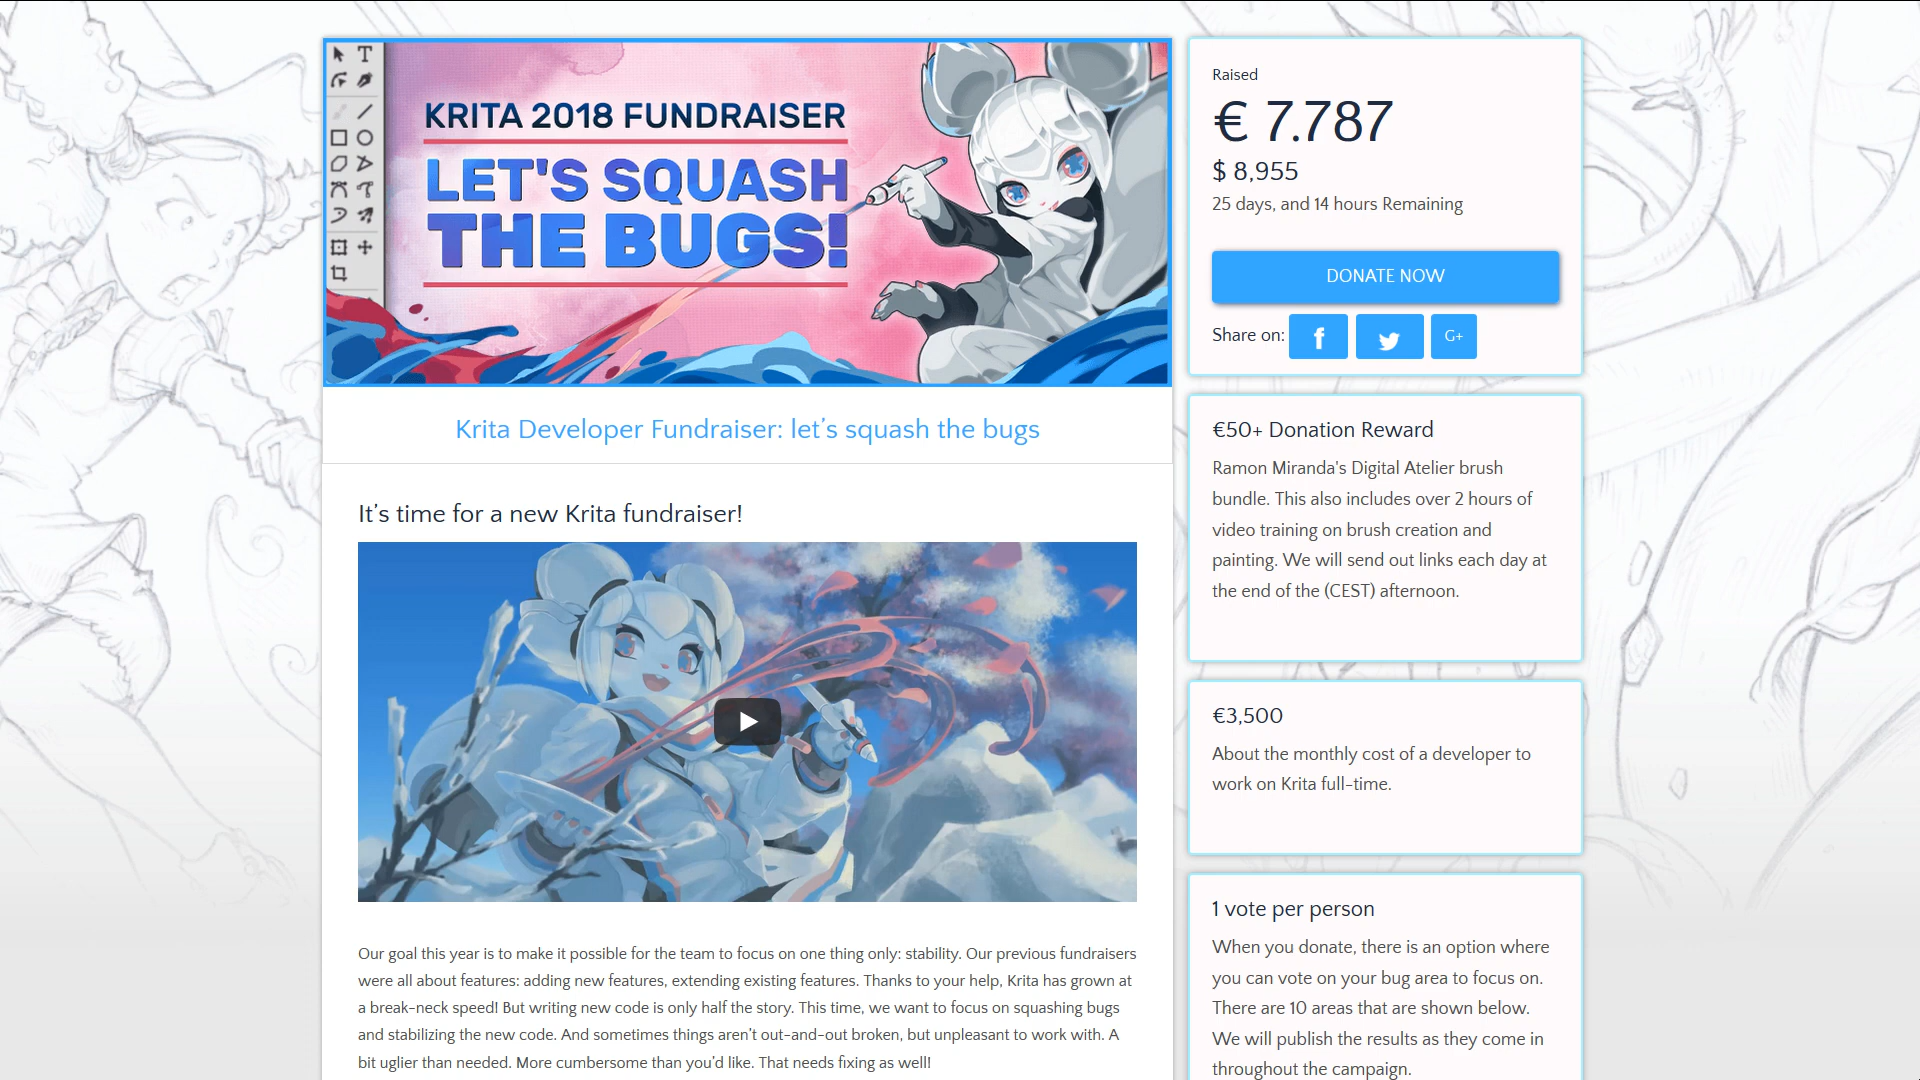 KRITA 2018 FUNDRAISER
LET'S SQUASH
THE BUGS!
Krita Developer Fundraiser: let’s squash the bugs
It’s time for a new Krita fundraiser!
Our goal this year is to make it possible for the team to focus on one thing only: stability. Our previous fundraisers
were all about features: adding new features, extending existing features. Thanks to your help, Krita has grown at
a break-neck speed! But writing new code is only half the story. This time, we want to focus on squashing bugs
and stabilizing the new code. And sometimes things aren’t out-and-out broken, but unpleasant to work with. A
bit uglier than needed. More cumbersome than you’d like. That needs fixing as well!
Raised
€ 7.787
$ 8,955
25 days, and 14 hours Remaining
DONATE NOW
Share on:
G+
€50+ Donation Reward
Ramon Miranda's Digital Atelier brush
bundle. This also includes over 2 hours of
video training on brush creation and
painting. We will send out links each day at
the end of the (CEST) afternoon.
€3,500
About the monthly cost of a developer to
work on Krita full-time.
1 vote per person
When you donate, there is an option where
you can vote on your bug area to focus on.
There are 10 areas that are shown below.
We will publish the results as they come in
throughout the campaign.